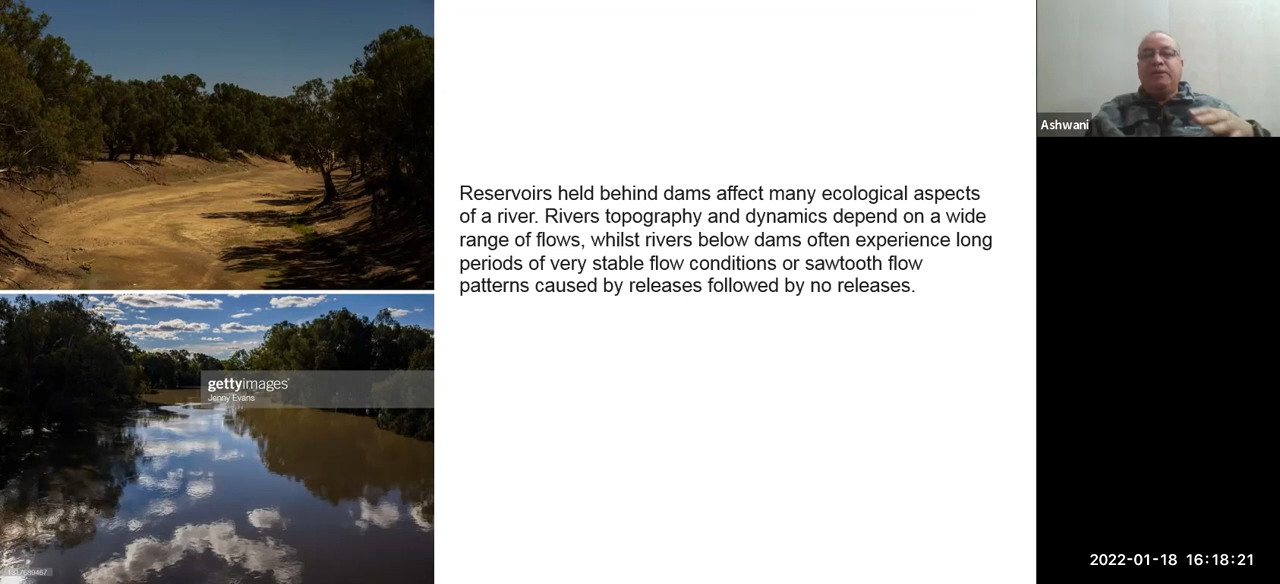 Reservoirs held behind dams affect many ecological aspects
of a river. Rivers topography and dynamics depend on a wide
range of flows, whilst rivers below dams often experience long
periods of very stable flow conditions or sawtooth flow
patterns caused by releases followed by no releases.
gettyimages
Jenny Evans
Ashwani
2022-01-18 16:18:21